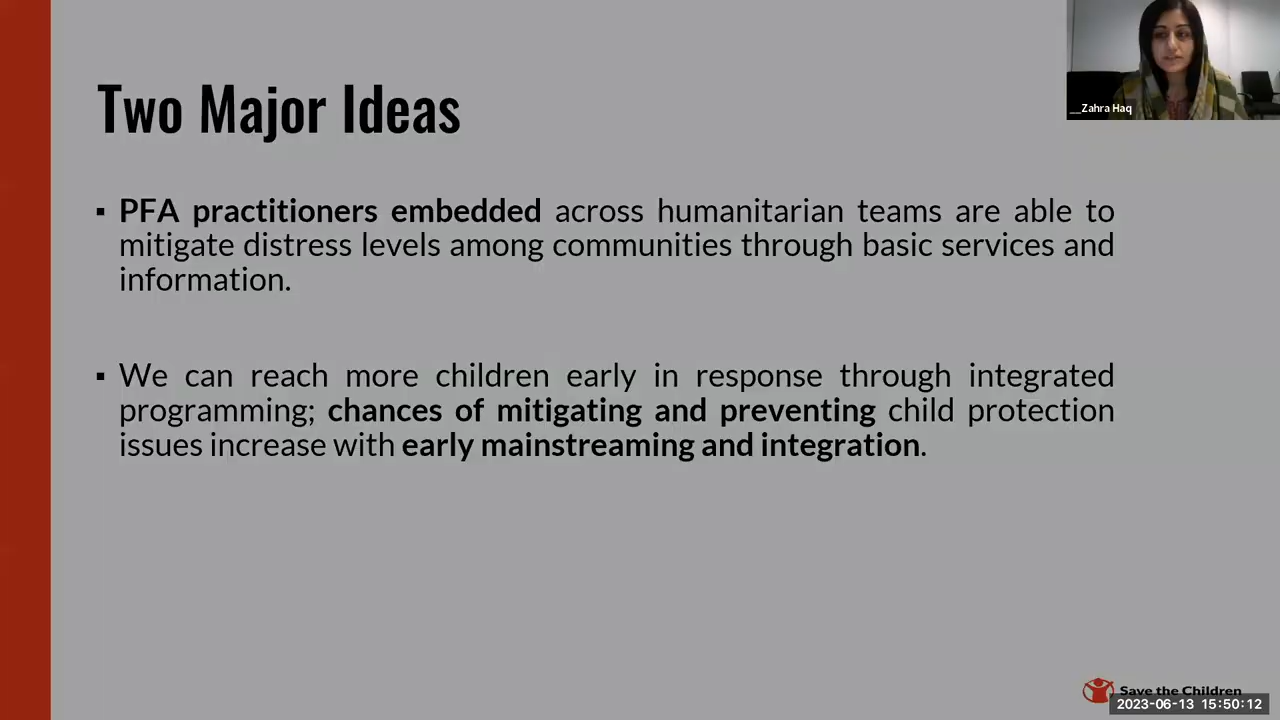 Two Major Ideas
__Zahra Haq
▪ PFA practitioners embedded across humanitarian teams are able to
mitigate distress levels among communities through basic services and
information.
▪ We can reach more children early in response through integrated
programming; chances of mitigating and preventing child protection
issues increase with early mainstreaming and integration.
Save the Children
2023-06-13 15:50:12